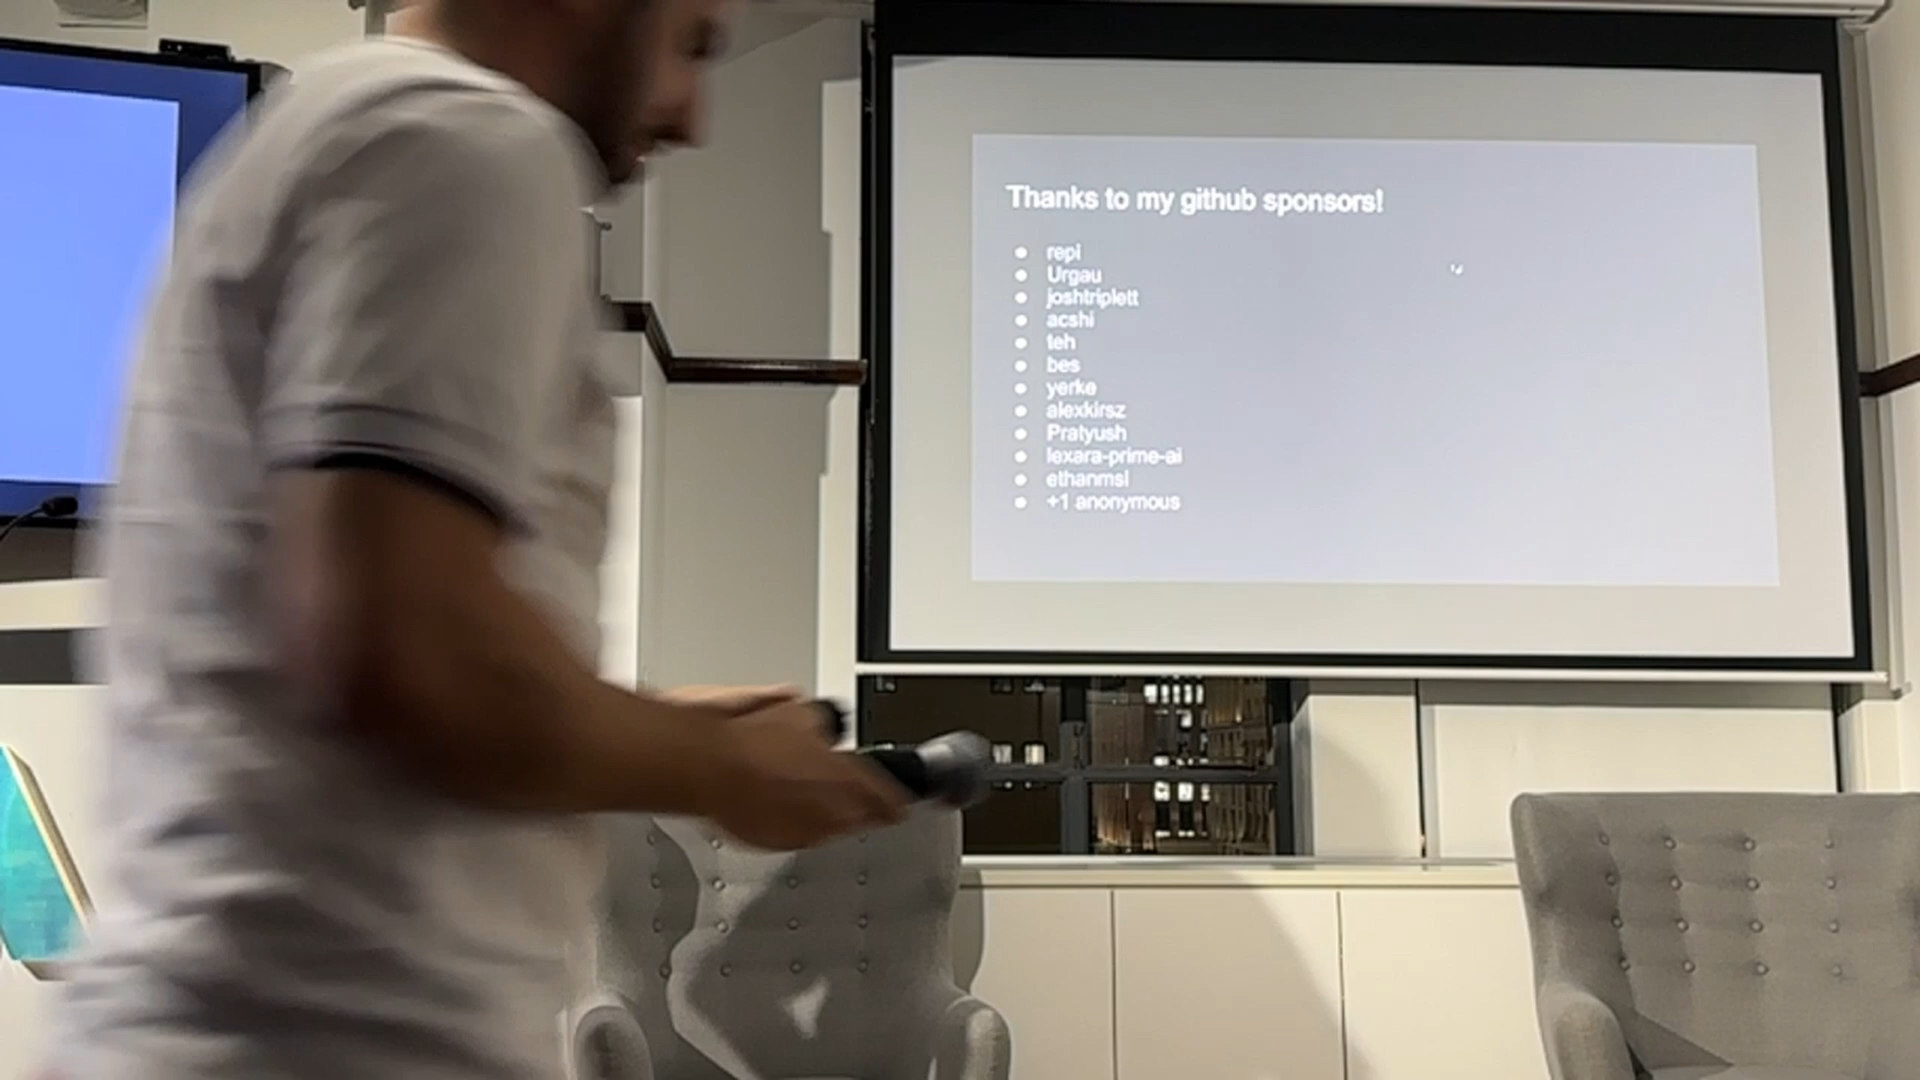 Thanks to my github sponsors!
repi
Urgau
joshtriplett
acshi
teh
bes
yerke
alexkirsz
Pratyush
lexara-prime-ai
ethanmsl
+1 anonymous